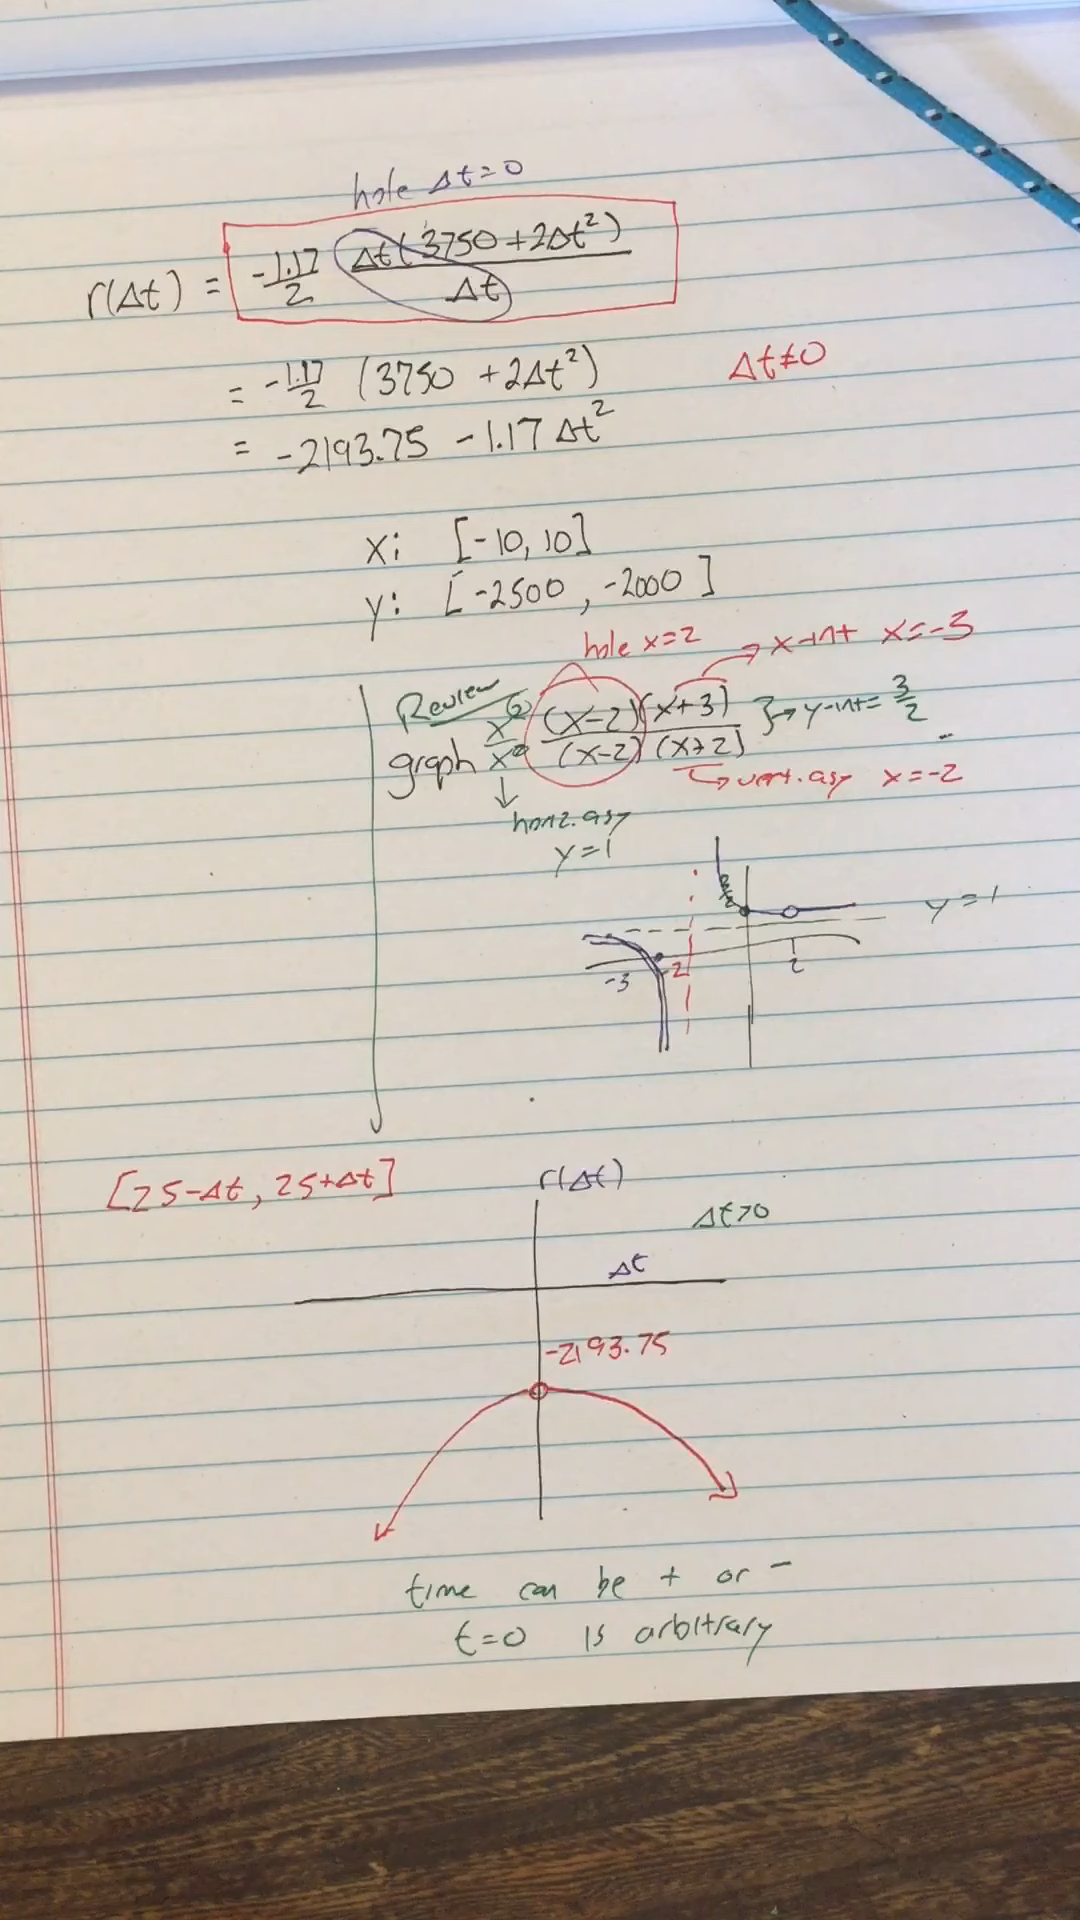 hole Δt=0
r(Δt) = -1.17/2 Δt(3750+2Δt²)/Δt
= -1.17/2 (3750 +2Δt²) Δt≠0
= -2193.75 -1.17Δt²
x: [-10, 10]
y: [-2500, -2000]
hole x=2 → x-int x=-3
Review
graph x²/x² (x-2)(x+3)/(x-2)(x+2) } → y-int = 3/2
→ vert. asy x=-2
↓
horiz. asy
y=1
3/2
y=1
-3
-2
2
[25-Δt, 25+Δt] r(Δt)
Δt>0
Δt
-2193.75
time can be + or -
t=0 is arbitrary